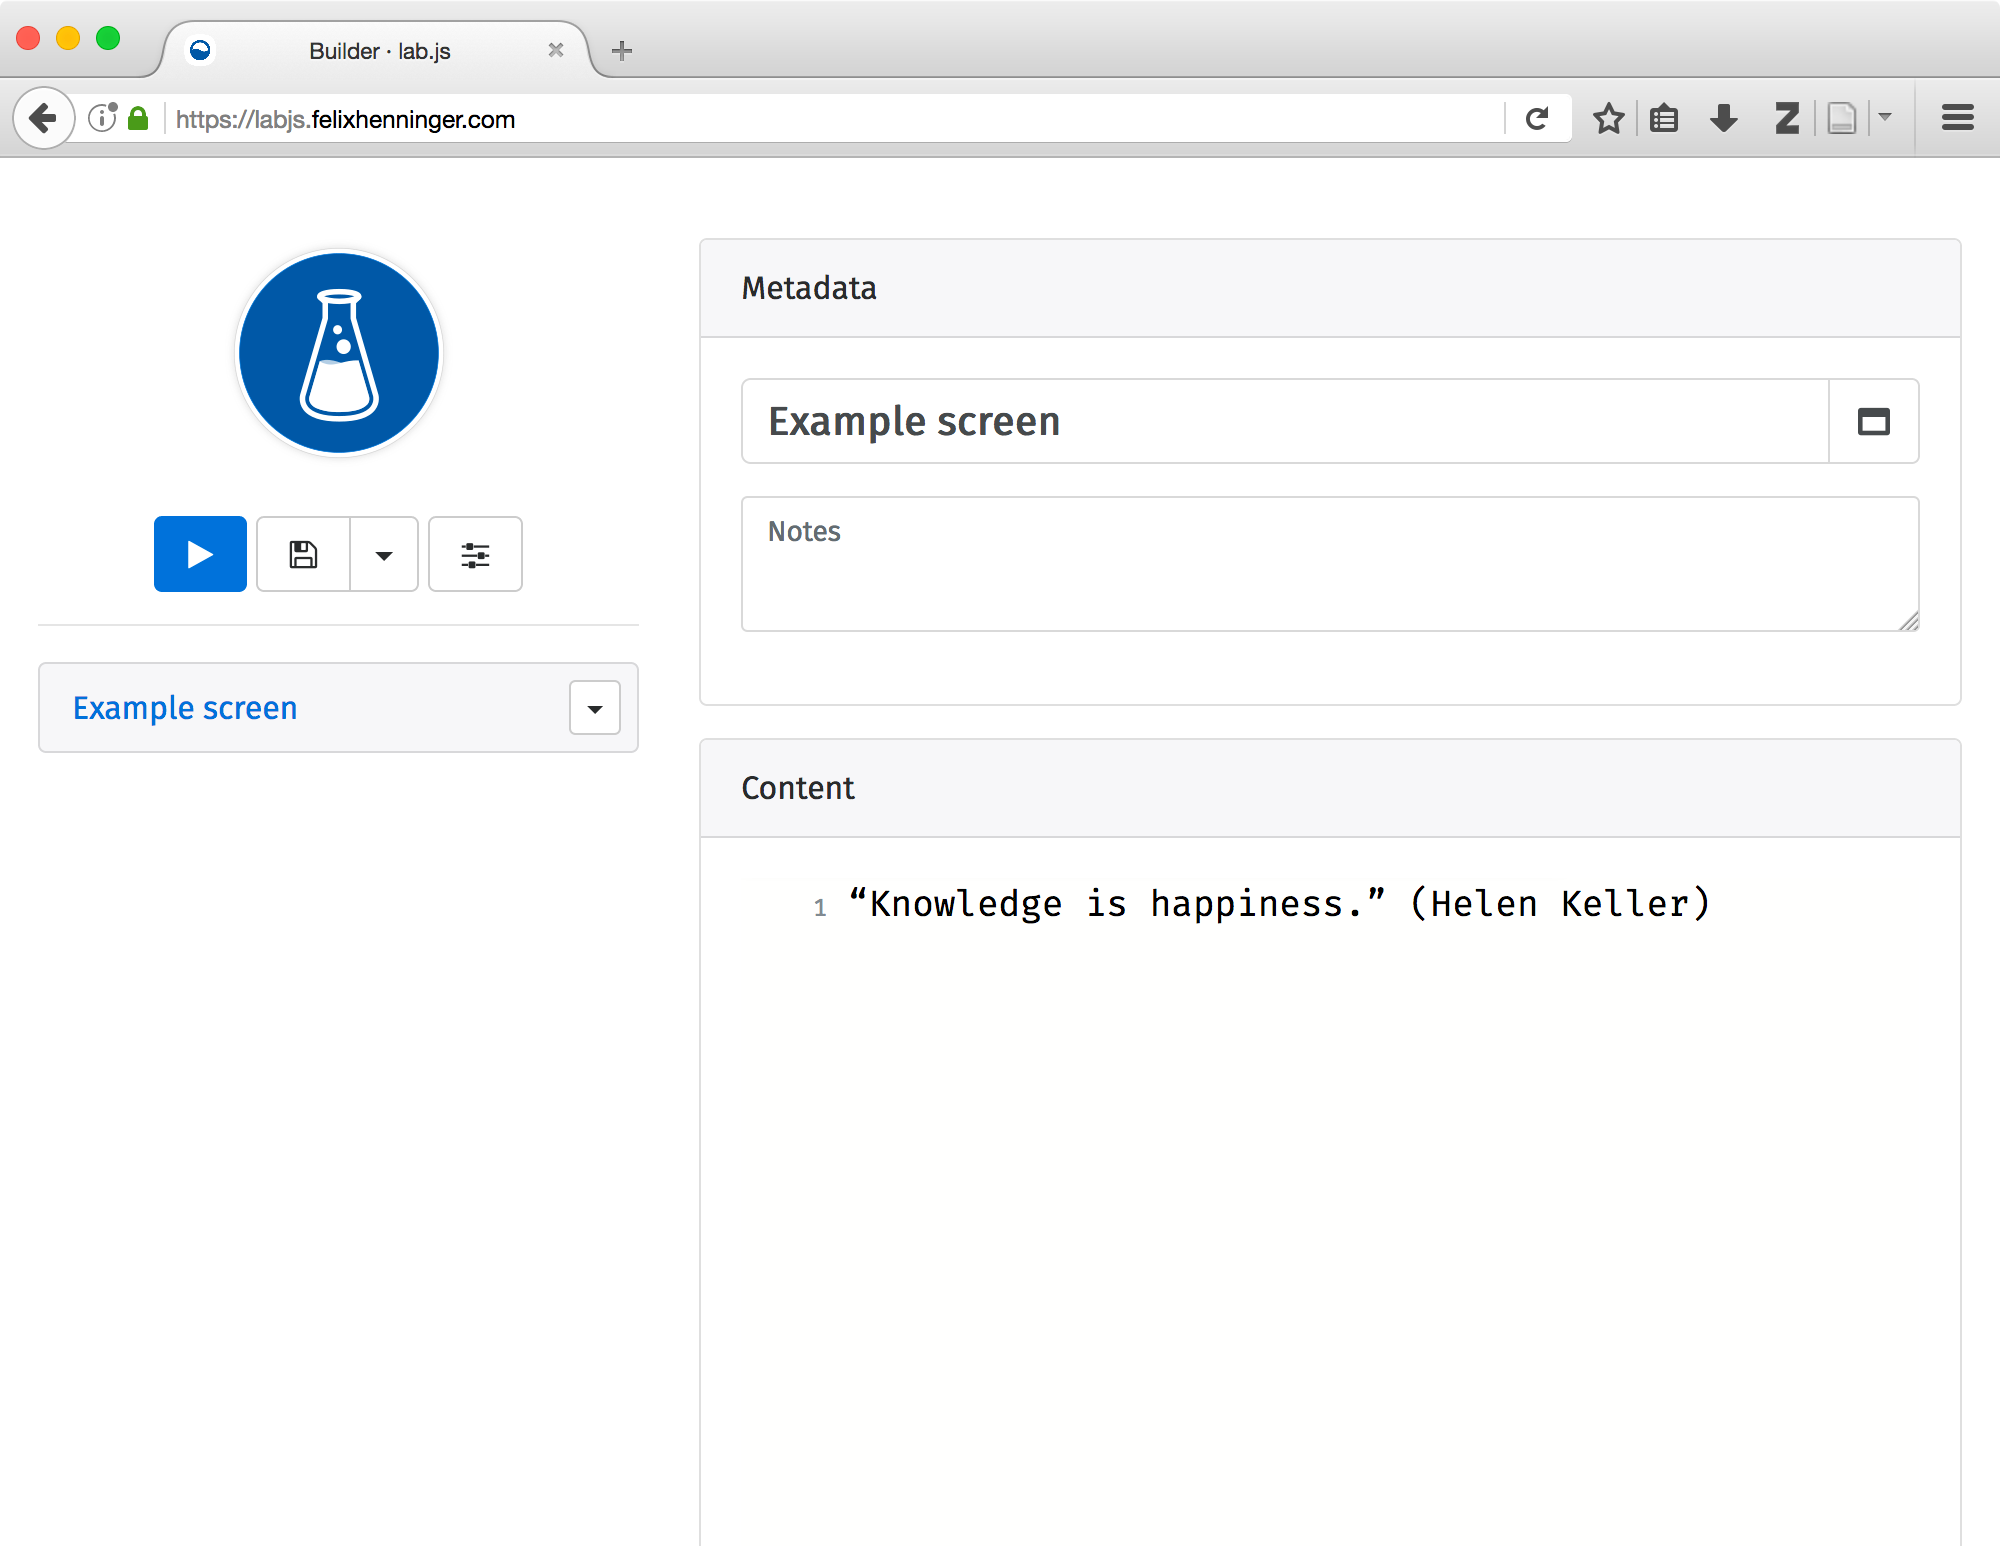 Builder · lab.js
https://labjs.felixhenninger.com
Metadata
Example screen
Notes
Example screen
Content
1 “Knowledge is happiness.” (Helen Keller)